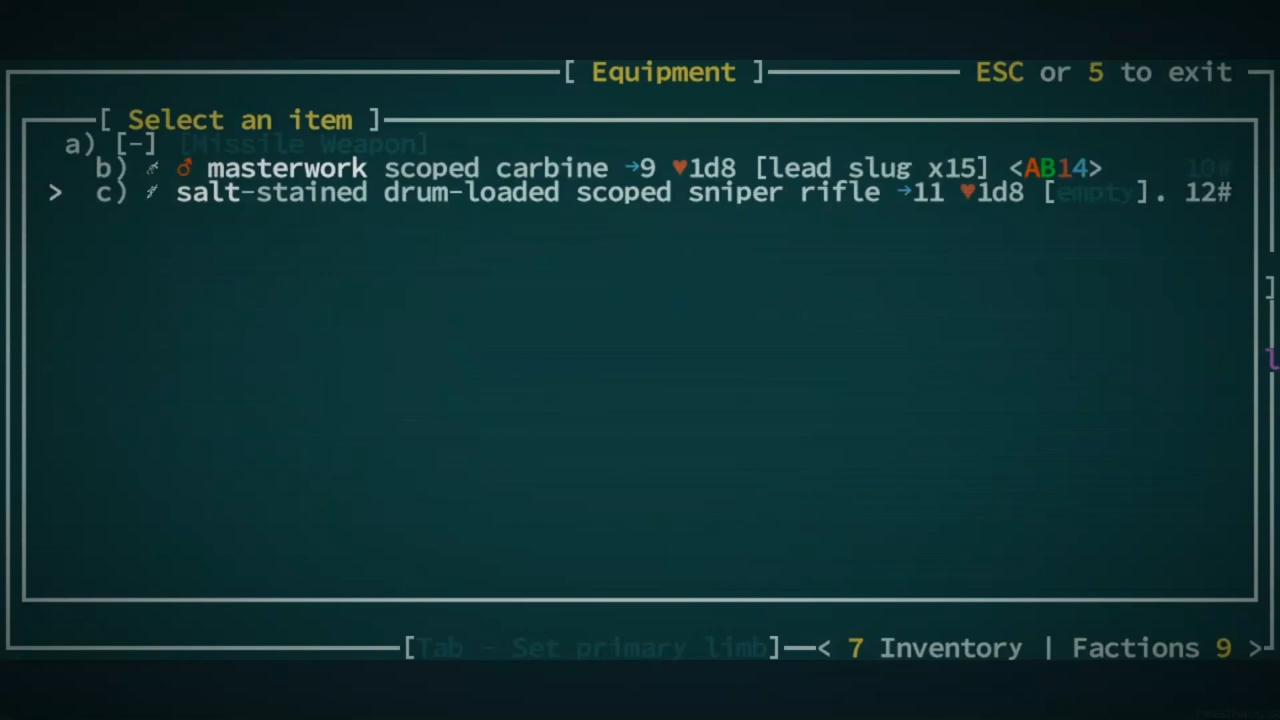 [ Equipment ] ESC or 5 to exit
[ Select an item ]
a) [-] [Missile Weapon]
b) ♂ masterwork scoped carbine →9 ♥1d8 [lead slug x15] <AB14> 10#
> c) salt-stained drum-loaded scoped sniper rifle →11 ♥1d8 [empty]. 12#
]
l
[Tab - Set primary limb] < 7 Inventory | Factions 9 >